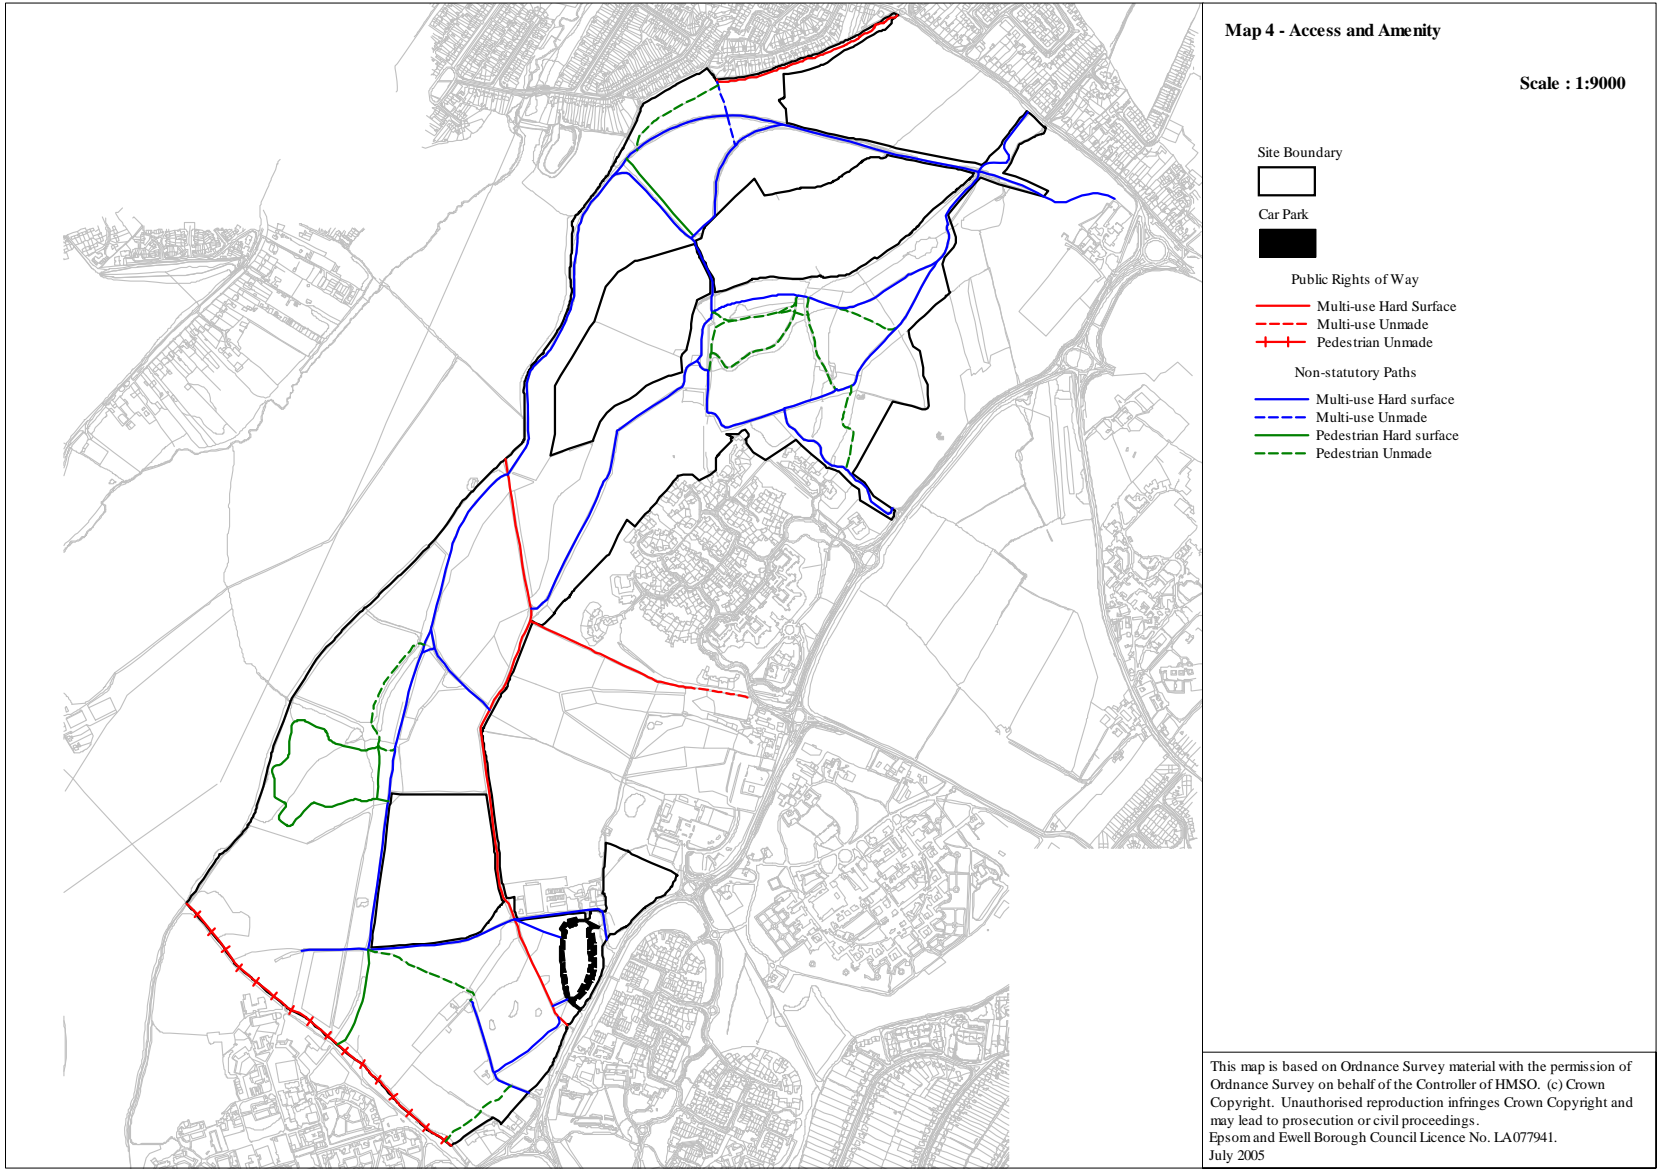 Map 4 - Access and Amenity
Scale : 1:9000
Site Boundary
Car Park
Public Rights of Way
Multi-use Hard Surface
Multi-use Unmade
Pedestrian Unmade
Non-statutory Paths
Multi-use Hard surface
Multi-use Unmade
Pedestrian Hard surface
Pedestrian Unmade
This map is based on Ordnance Survey material with the permission of
Ordnance Survey on behalf of the Controller of HMSO. (c) Crown
Copyright. Unauthorised reproduction infringes Crown Copyright and
may lead to prosecution or civil proceedings.
Epsom and Ewell Borough Council Licence No. LA077941.
July 2005